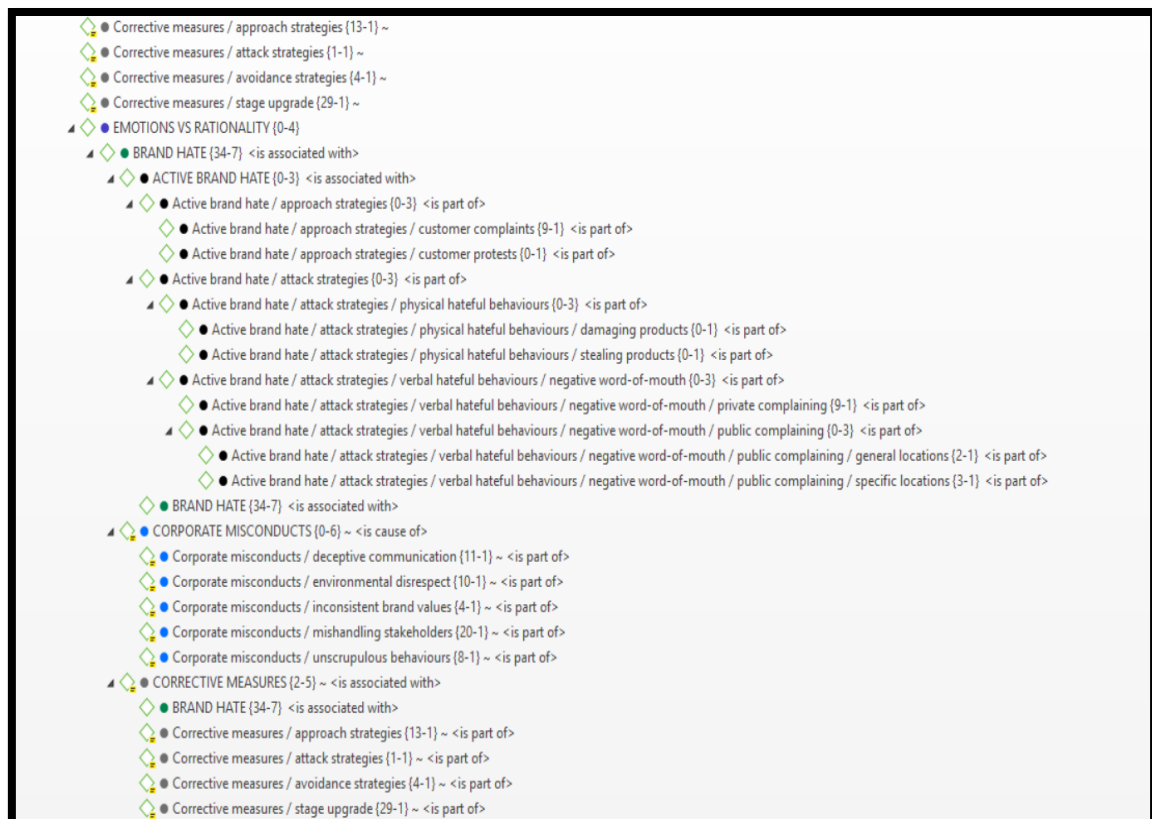 Corrective measures / approach strategies {13-1} ~
Corrective measures / attack strategies {1-1} ~
Corrective measures / avoidance strategies {4-1} ~
Corrective measures / stage upgrade {29-1} ~
EMOTIONS VS RATIONALITY {0-4}
BRAND HATE {34-7} <is associated with>
ACTIVE BRAND HATE {0-3} <is associated with>
Active brand hate / approach strategies {0-3} <is part of>
Active brand hate / approach strategies / customer complaints {9-1} <is part of>
Active brand hate / approach strategies / customer protests {0-1} <is part of>
Active brand hate / attack strategies {0-3} <is part of>
Active brand hate / attack strategies / physical hateful behaviours {0-3} <is part of>
Active brand hate / attack strategies / physical hateful behaviours / damaging products {0-1} <is part of>
Active brand hate / attack strategies / physical hateful behaviours / stealing products {0-1} <is part of>
Active brand hate / attack strategies / verbal hateful behaviours / negative word-of-mouth {0-3} <is part of>
Active brand hate / attack strategies / verbal hateful behaviours / negative word-of-mouth / private complaining {9-1} <is part of>
Active brand hate / attack strategies / verbal hateful behaviours / negative word-of-mouth / public complaining {0-3} <is part of>
Active brand hate / attack strategies / verbal hateful behaviours / negative word-of-mouth / public complaining / general locations {2-1} <is part of>
Active brand hate / attack strategies / verbal hateful behaviours / negative word-of-mouth / public complaining / specific locations {3-1} <is part of>
BRAND HATE {34-7} <is associated with>
CORPORATE MISCONDUCTS {0-6} ~ <is cause of>
Corporate misconducts / deceptive communication {11-1} ~ <is part of>
Corporate misconducts / environmental disrespect {10-1} ~ <is part of>
Corporate misconducts / inconsistent brand values {4-1} ~ <is part of>
Corporate misconducts / mishandling stakeholders {20-1} ~ <is part of>
Corporate misconducts / unscrupulous behaviours {8-1} ~ <is part of>
CORRECTIVE MEASURES {2-5} ~ <is associated with>
BRAND HATE {34-7} <is associated with>
Corrective measures / approach strategies {13-1} ~ <is part of>
Corrective measures / attack strategies {1-1} ~ <is part of>
Corrective measures / avoidance strategies {4-1} ~ <is part of>
Corrective measures / stage upgrade {29-1} ~ <is part of>